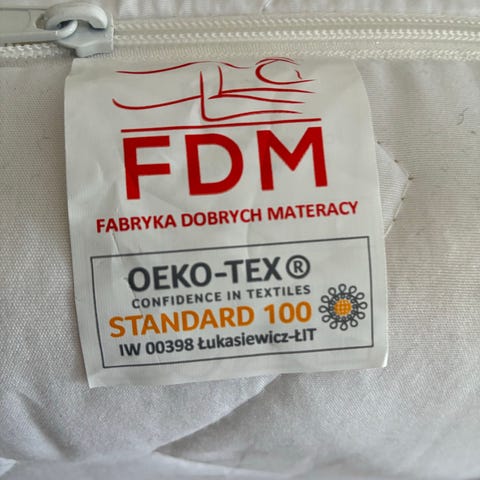 FDM
FABRYKA DOBRYCH MATERACY
OEKO-TEX®
CONFIDENCE IN TEXTILES
STANDARD 100
IW 00398 Łukasiewicz-ŁIT